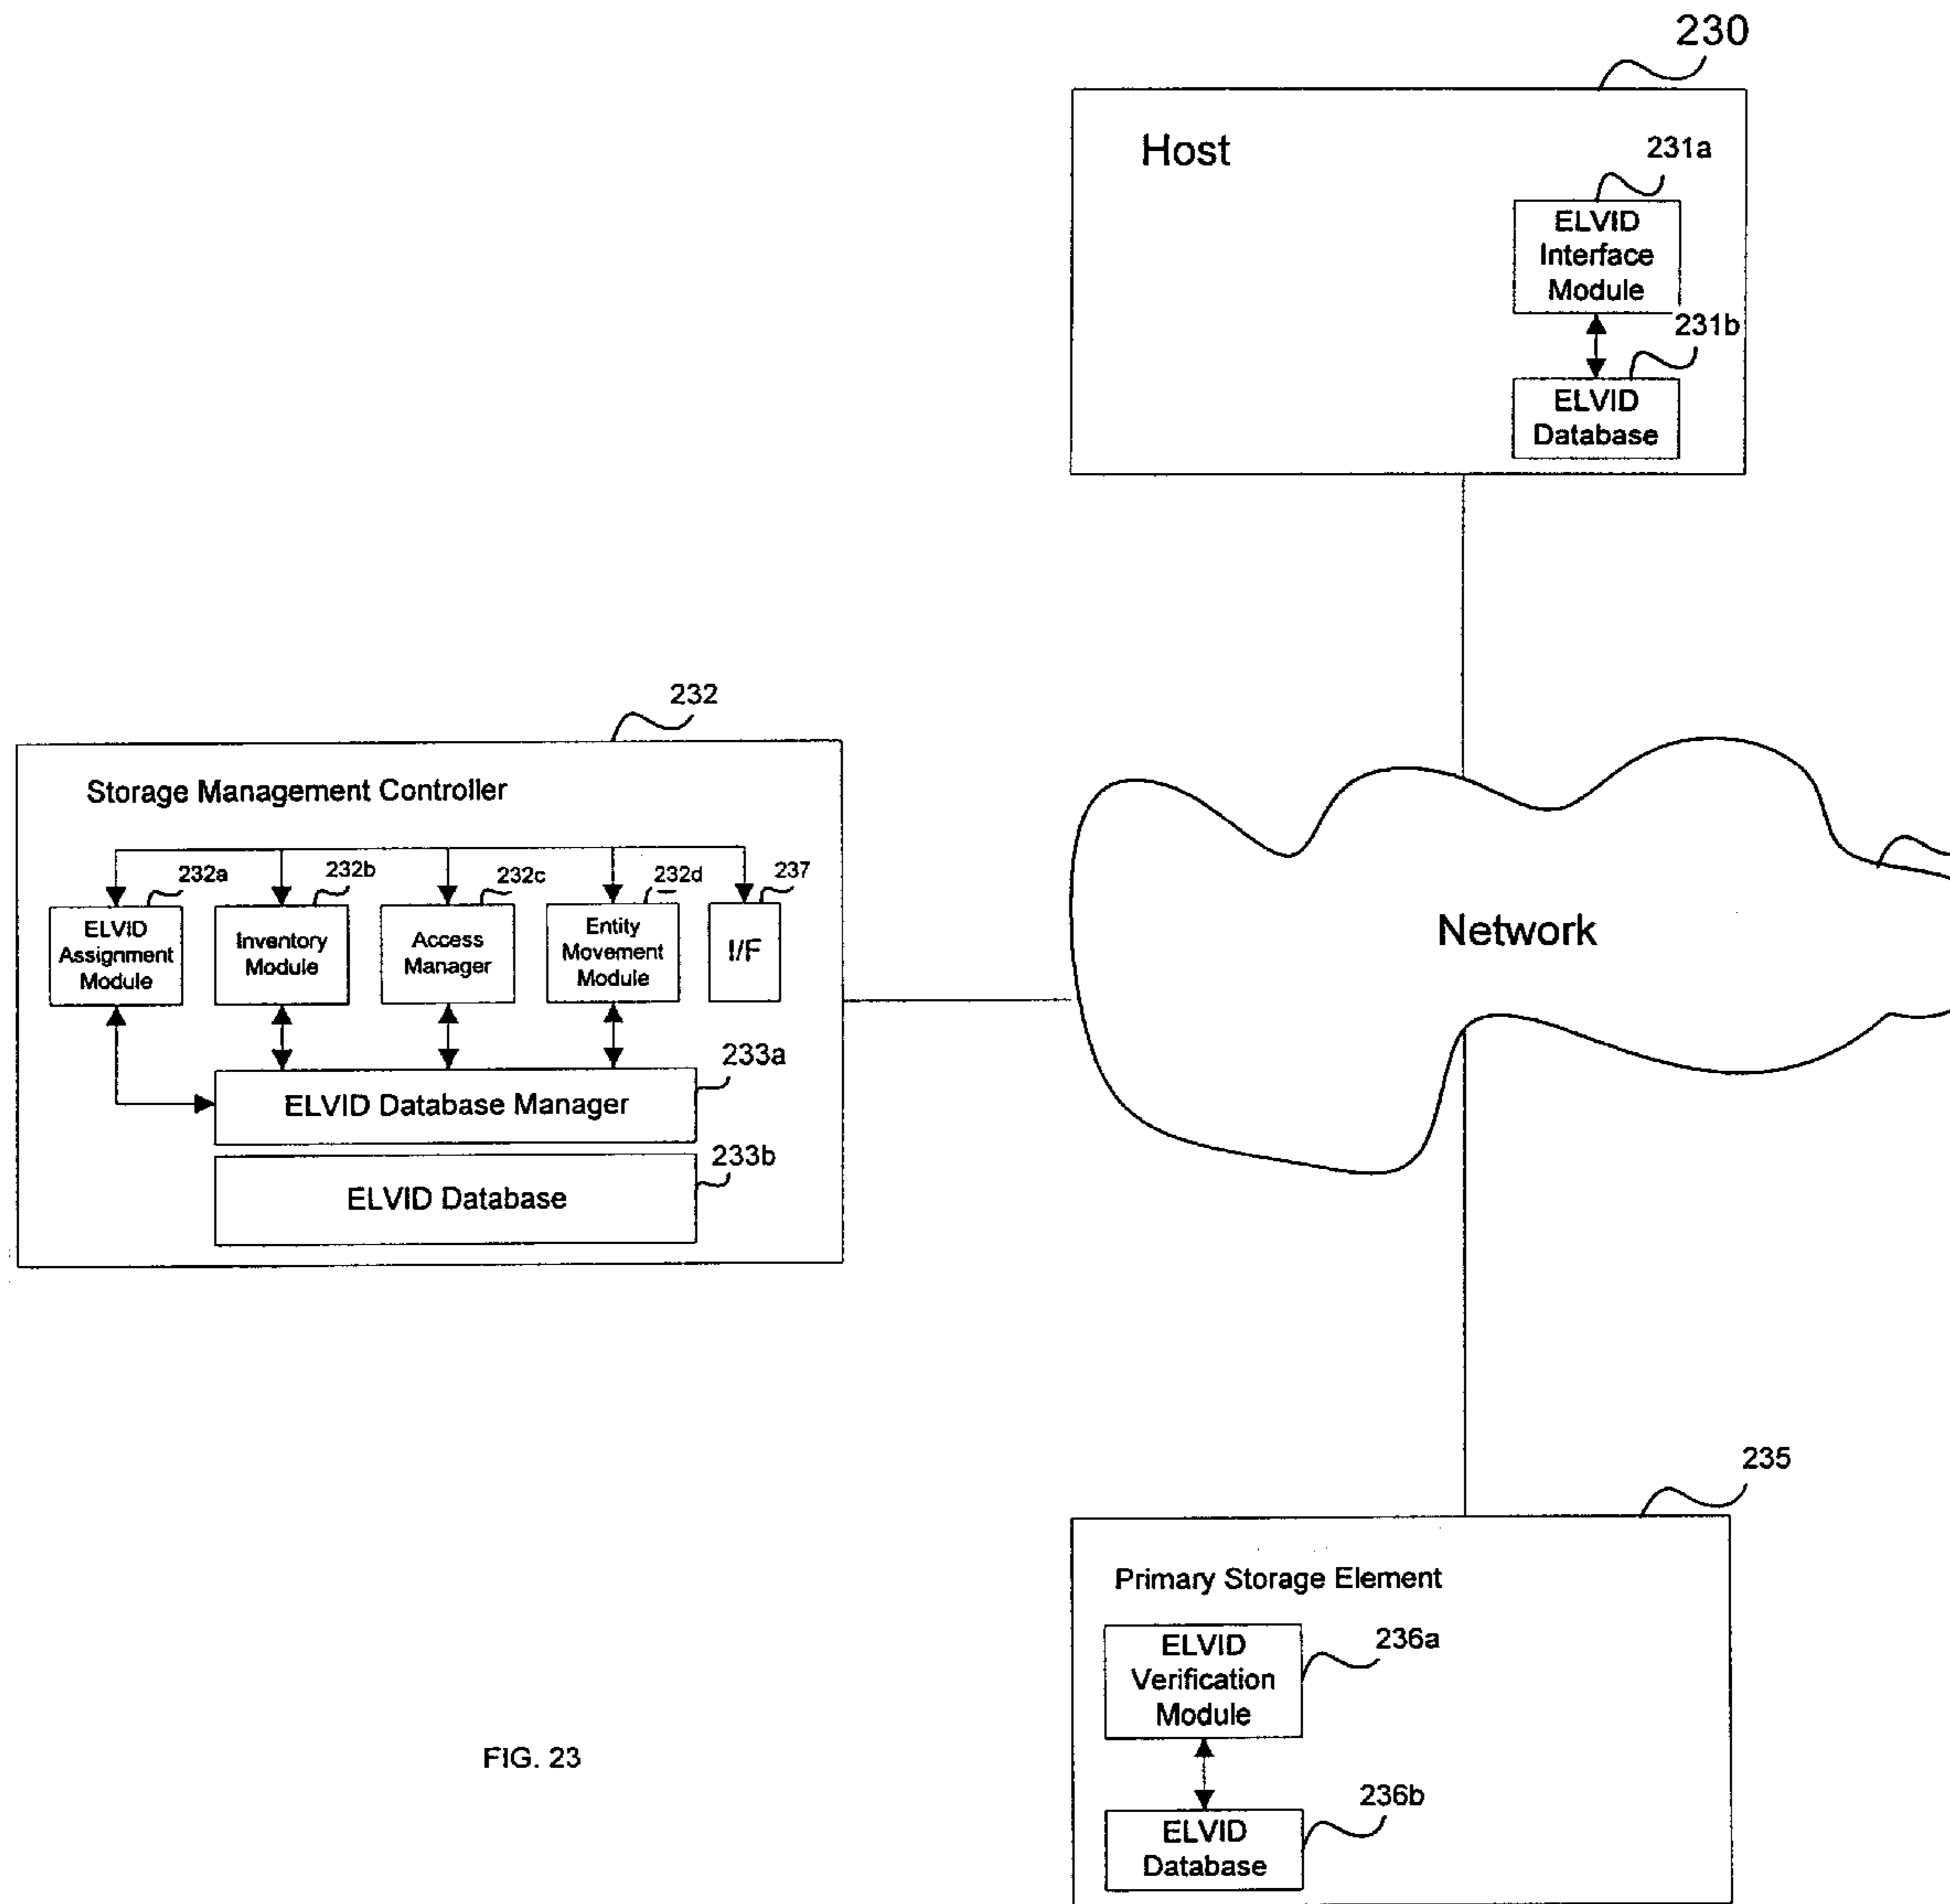 230
Host
231a
ELVID
Interface
Module
231b
ELVID
Database
232
Storage Management Controller
232a
232b
232c
232d
237
ELVID
Assignment
Module
Inventory
Module
Access
Manager
Entity
Movement
Module
I/F
233a
ELVID Database Manager
233b
ELVID Database
Network
235
Primary Storage Element
ELVID
Verification
Module
236a
236b
ELVID
Database
FIG. 23